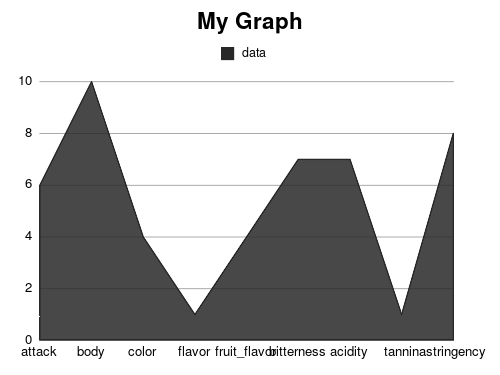 My Graph
data
10
8
6
4
2
0
attack body color flavor fruit_flavor bitterness acidity tannin astringency